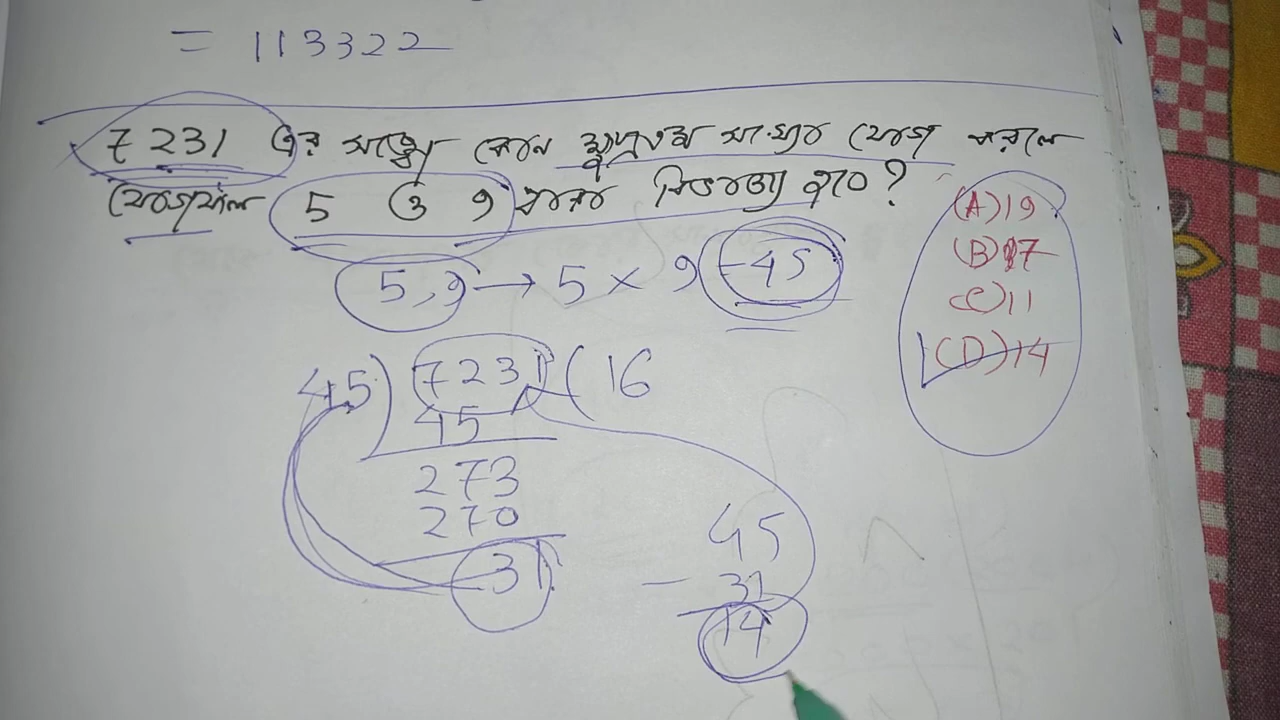 = 113322
7231 এর সঙ্গে কোন ক্ষুদ্রতম সংখ্যার যোগ করলে
যোগফল 5 ও 9 দ্বারা বিভাজ্য হবে?
(A) 19
(B) 17
(C) 11
(D) 14
5,9 → 5 × 9 = 45
45) 7231 ( 16
45
273
270
31
45
- 31
14